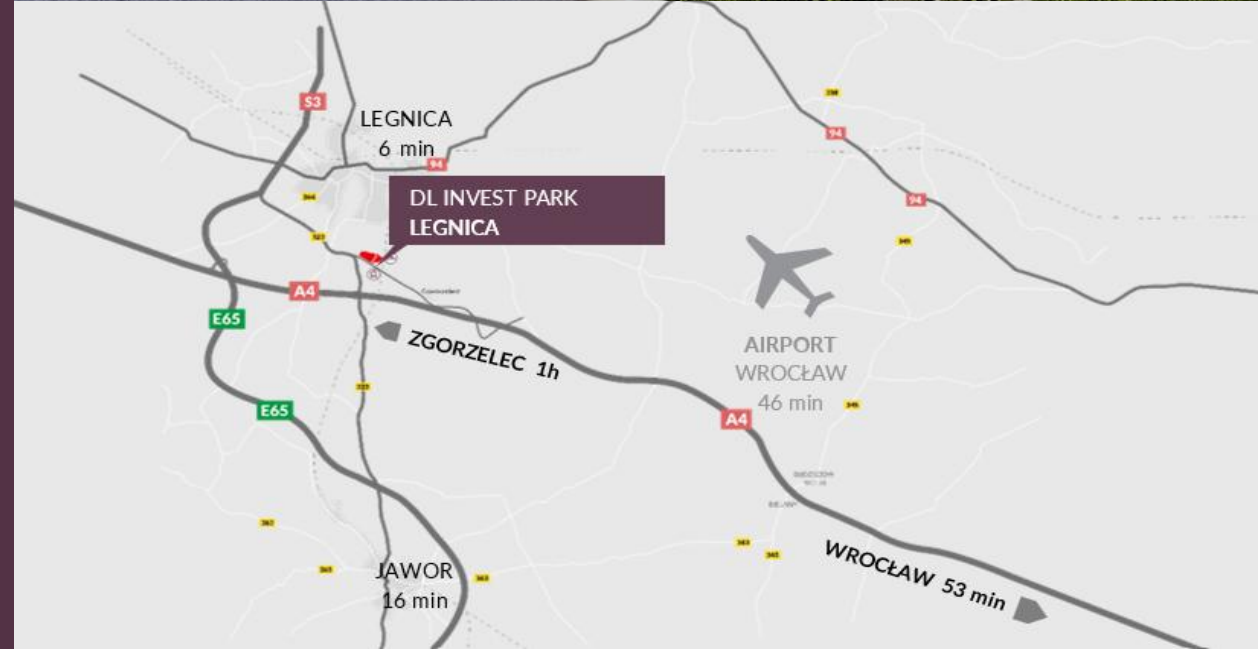 S3
LEGNICA
6 min
94
DL INVEST PARK
LEGNICA
94
94
A4
E65
ZGORZELEC 1h
AIRPORT
WROCŁAW
46 min
E65
A4
WROCŁAW 53 min
JAWOR
16 min
363